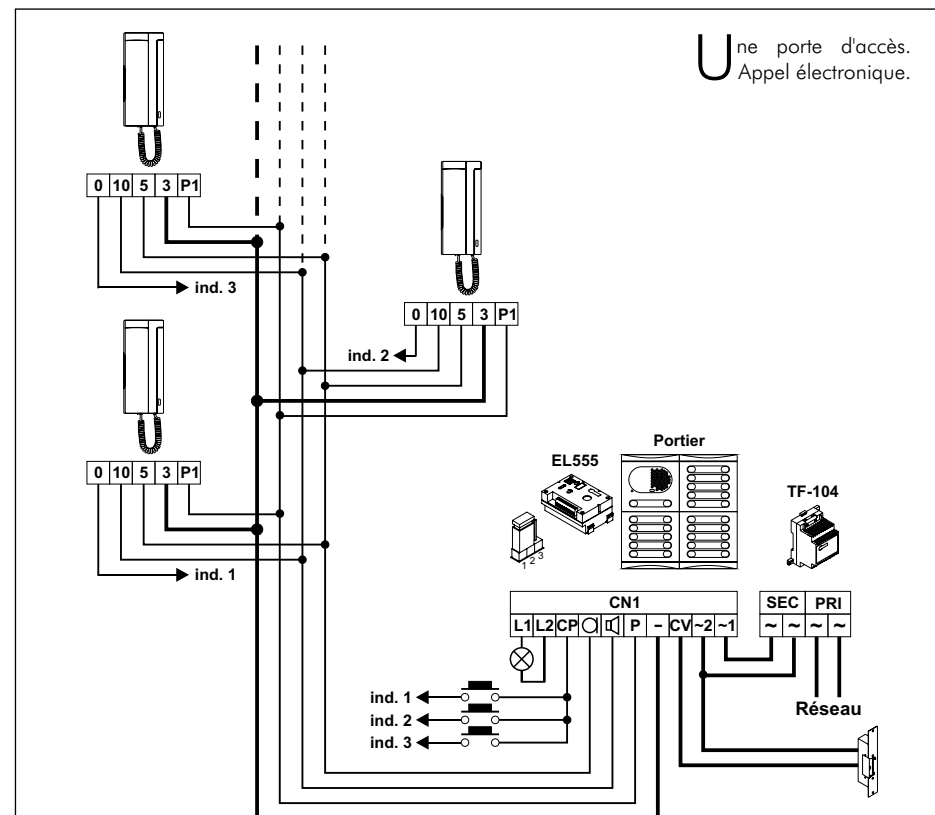 Une porte d'accès.
Appel électronique.
0 10 5 3 P1
ind. 3
0 10 5 3 P1
ind. 2
0 10 5 3 P1
ind. 1
Portier
EL555
TF-104
1 2 3
CN1
SEC PRI
L1 L2 CP P – CV ~2 ~1
~ ~ ~ ~
Réseau
ind. 1
ind. 2
ind. 3